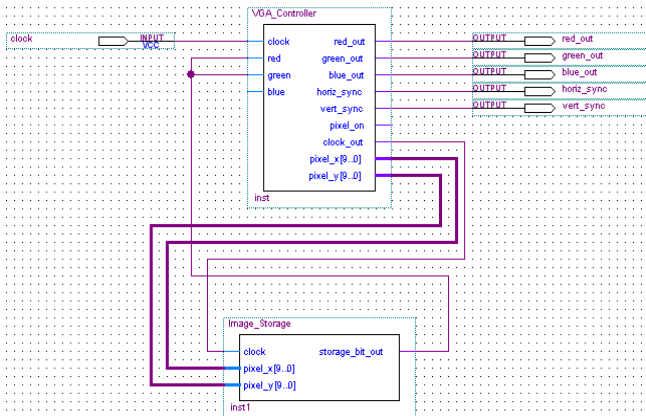 VGA_Controller
clock INPUT VCC
clock red_out OUTPUT red_out
red green_out OUTPUT green_out
green blue_out OUTPUT blue_out
blue horiz_sync OUTPUT horiz_sync
vert_sync OUTPUT vert_sync
pixel_on
clock_out
pixel_x[9..0]
pixel_y[9..0]
inst
Image_Storage
clock storage_bit_out
pixel_x[9..0]
pixel_y[9..0]
inst1